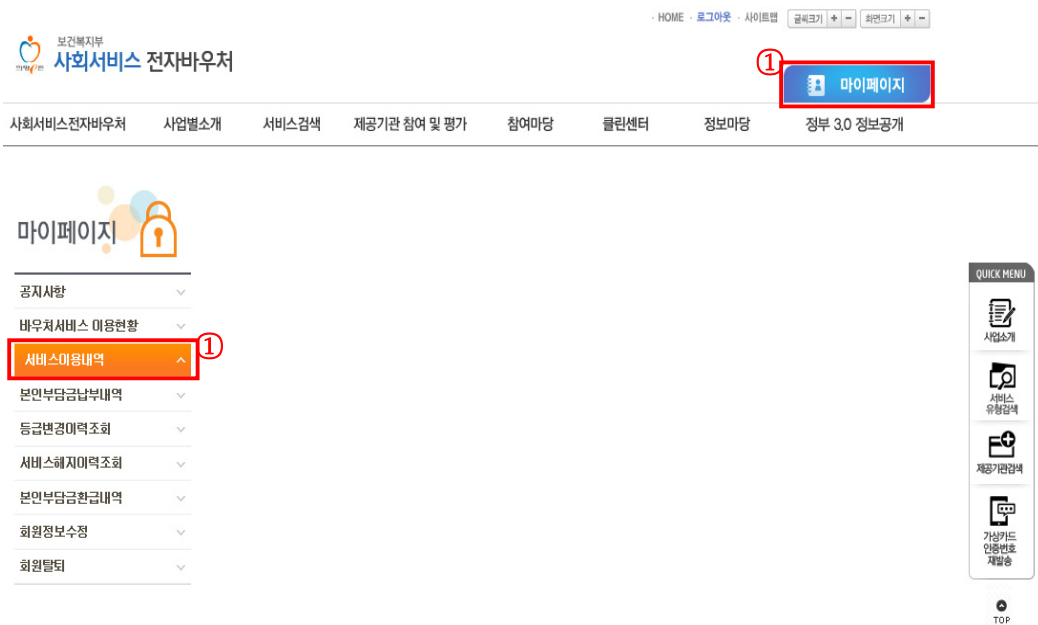 · HOME · 로그아웃 · 사이트맵 글씨크기 + - 화면크기 + -
보건복지부
사회서비스 전자바우처
①
마이페이지
사회서비스전자바우처 사업별소개 서비스검색 제공기관 참여 및 평가 참여마당 클린센터 정보마당 정부 3.0 정보공개
마이페이지
공지사항
바우처서비스 이용현황
서비스이용내역
①
본인부담금납부내역
등급변경이력조회
서비스해지이력조회
본인부담금환급내역
회원정보수정
회원탈퇴
QUICK MENU
사업소개
서비스
유형검색
제공기관검색
가상카드
인증번호
재발송
TOP